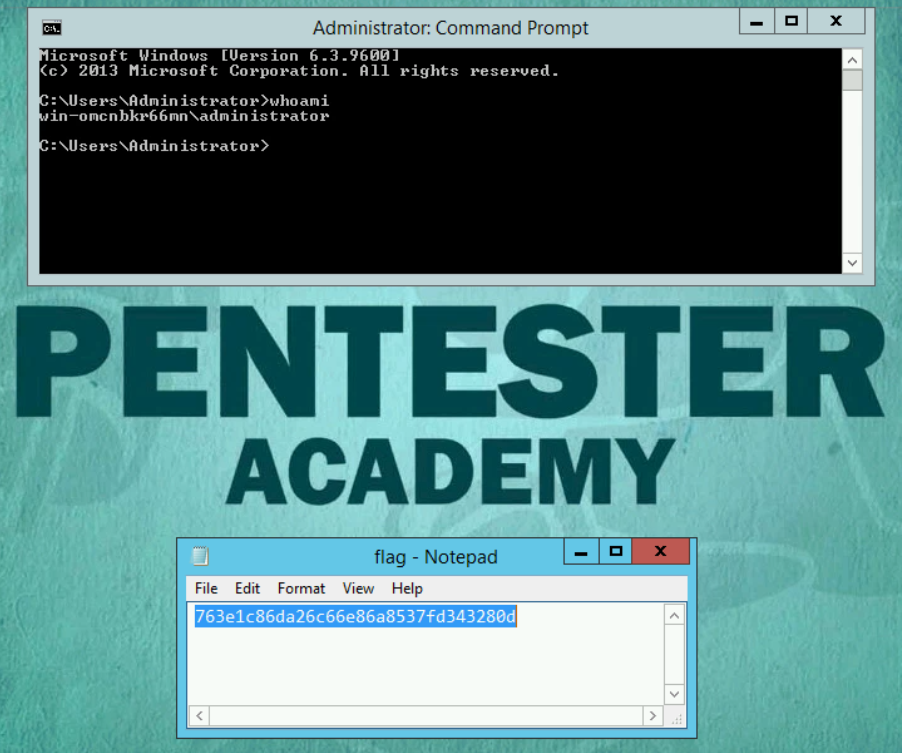 Administrator: Command Prompt
Microsoft Windows [Version 6.3.9600]
(c) 2013 Microsoft Corporation. All rights reserved.
C:\Users\Administrator>whoami
win-omcnbkr66mn\administrator
C:\Users\Administrator>
PENTESTER
ACADEMY
flag - Notepad
File Edit Format View Help
763e1c86da26c66e86a8537fd343280d